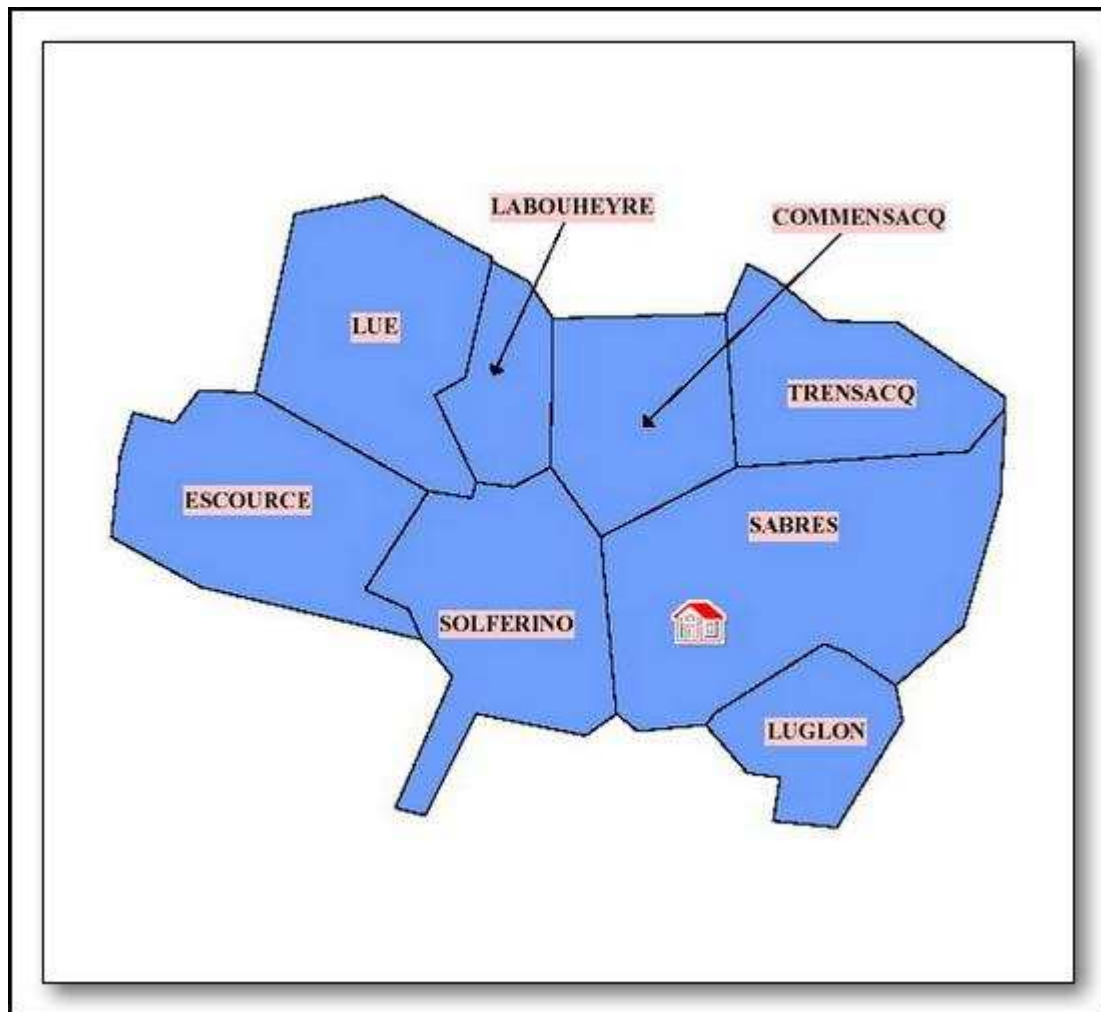 LABOUHEYRE
COMMENSACQ
LUE
TRENSACQ
ESCOURCE
SABRES
SOLFERINO
LUGLON